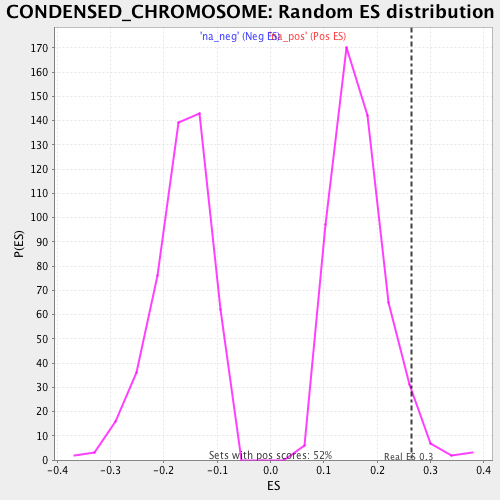 CONDENSED_CHROMOSOME: Random ES distribution
'na_neg' (Neg ES) 'na_pos' (Pos ES)
170
160
150
140
130
120
110
100
90
80
70
60
50
40
30
20
10
0
P(ES)
Sets with pos scores: 52%
Real ES 0.3
-0.4 -0.3 -0.2 -0.1 0.0 0.1 0.2 0.3 0.4
ES